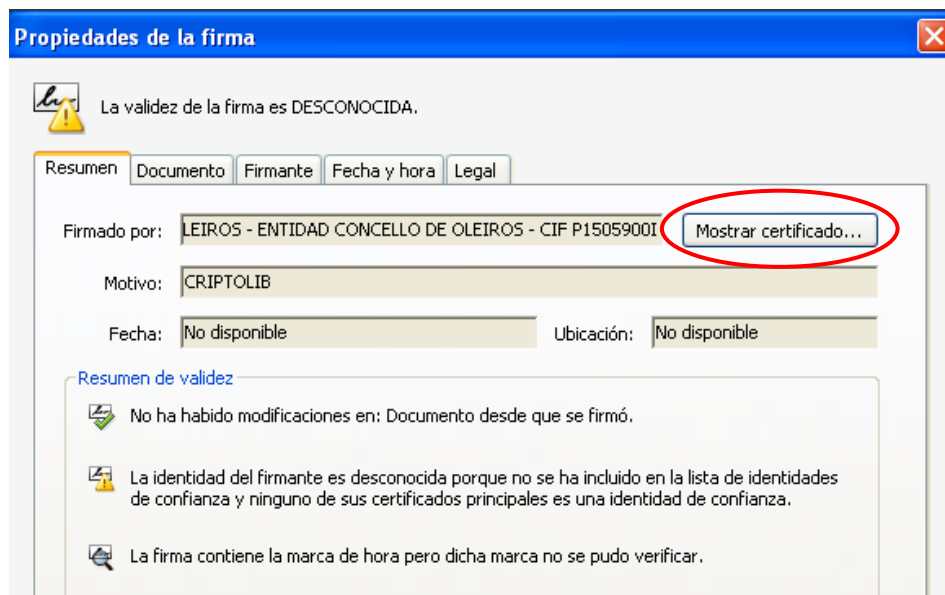 Propiedades de la firma
La validez de la firma es DESCONOCIDA.
Resumen Documento Firmante Fecha y hora Legal
Firmado por: LEIROS - ENTIDAD CONCELLO DE OLEIROS - CIF P1505900I Mostrar certificado...
Motivo: CRIPTOLIB
Fecha: No disponible Ubicación: No disponible
Resumen de validez
No ha habido modificaciones en: Documento desde que se firmó.
La identidad del firmante es desconocida porque no se ha incluido en la lista de identidades
de confianza y ninguno de sus certificados principales es una identidad de confianza.
La firma contiene la marca de hora pero dicha marca no se pudo verificar.